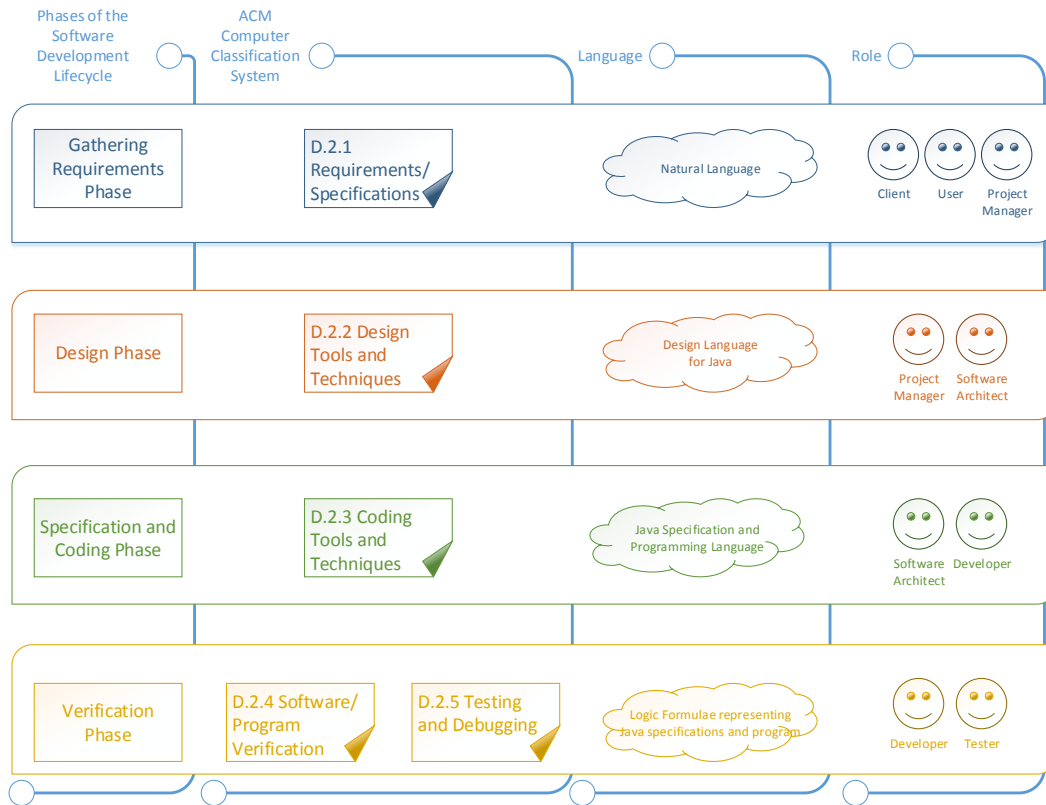 Phases of the
Software
Development
Lifecycle
ACM
Computer
Classification
System
Language
Role
Gathering
Requirements
Phase
D.2.1
Requirements/
Specifications
Natural Language
Client
User
Project
Manager
Design Phase
D.2.2 Design
Tools and
Techniques
Design Language
for Java
Project
Manager
Software
Architect
Specification and
Coding Phase
D.2.3 Coding
Tools and
Techniques
Java Specification and
Programming Language
Software
Architect
Developer
Verification
Phase
D.2.4 Software/
Program
Verification
D.2.5 Testing
and Debugging
Logic Formulae representing
Java specifications and program
Developer
Tester